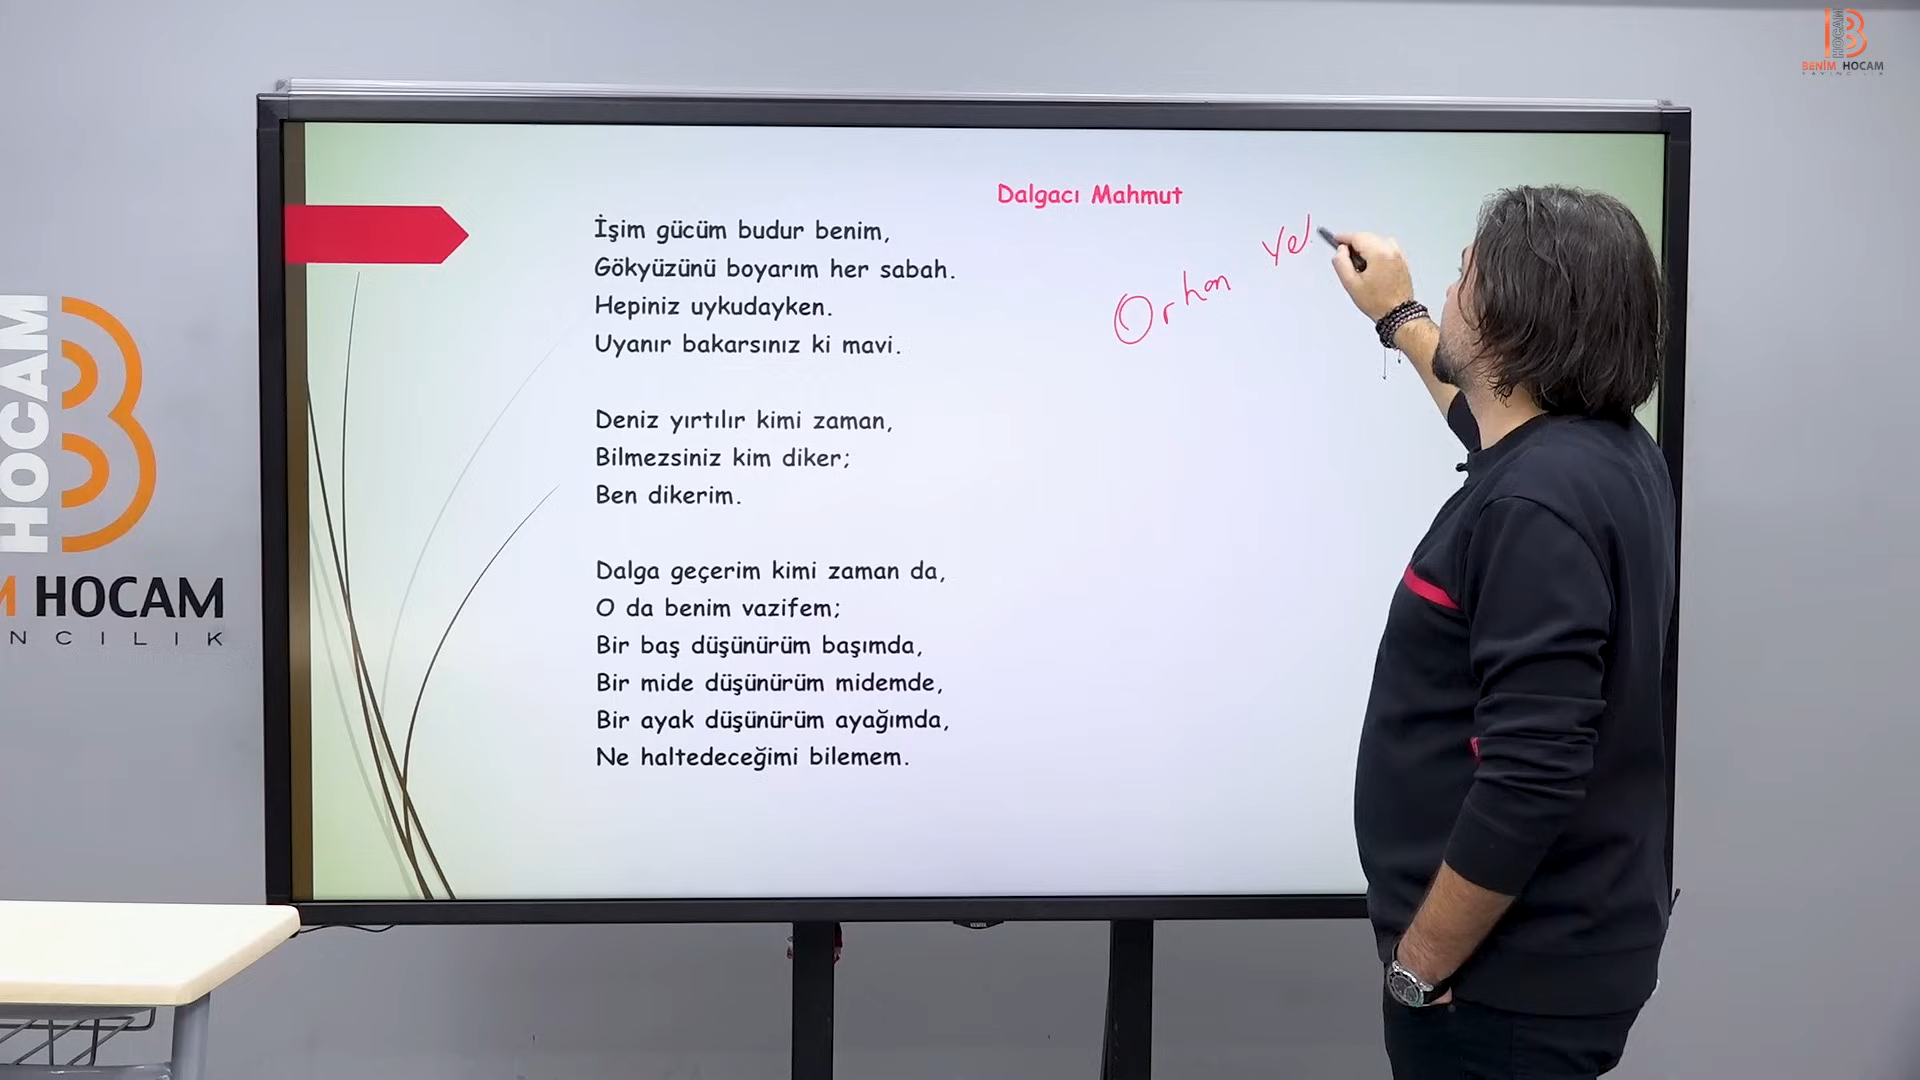 BENİM HOCAM
YAYINCILIK
Dalgacı Mahmut
İşim gücüm budur benim,
Gökyüzünü boyarım her sabah.
Hepiniz uykudayken.
Uyanır bakarsınız ki mavi.
Orhan Vel
Deniz yırtılır kimi zaman,
Bilmezsiniz kim diker;
Ben dikerim.
Dalga geçerim kimi zaman da,
O da benim vazifem;
Bir baş düşünürüm başımda,
Bir mide düşünürüm midemde,
Bir ayak düşünürüm ayağımda,
Ne haltedeceğimi bilemem.
HOCAM
M HOCAM
NCILIK